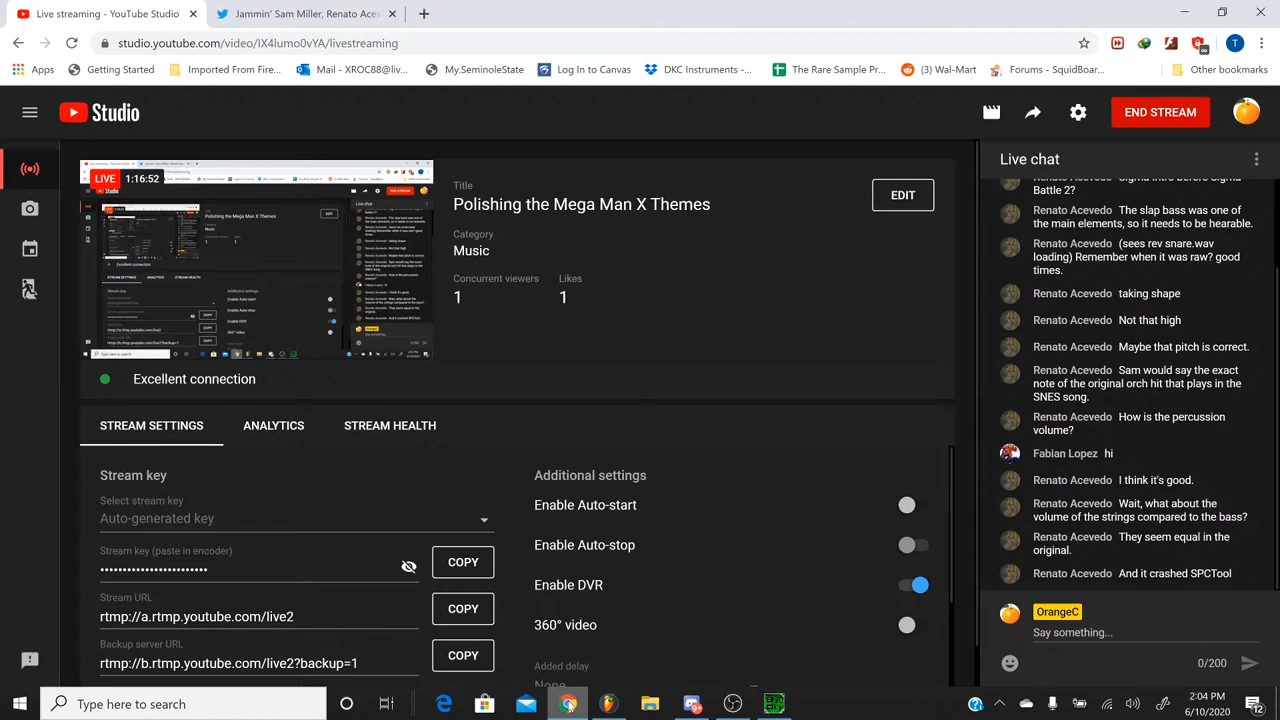 Live streaming - YouTube Studio
Jammin' Sam Miller, Renato Acev
studio.youtube.com/video/lX4lumo0vYA/livestreaming
T
Apps
Getting Started
Imported From Fire...
Mail - XROC88@liv...
My.SeminoleState
Log In to Canvas
DKC Instruments -...
The Rare Sample Pr...
(3) Wal-Mart
Forums - SquidBoar...
Other bookmarks
Studio
END STREAM
LIVE
1:16:52
Title
Polishing the Mega Man X Themes
EDIT
Category
Music
Concurrent viewers
Likes
1
1
Excellent connection
STREAM SETTINGS
ANALYTICS
STREAM HEALTH
Stream key
Select stream key
Auto-generated key
Stream key (paste in encoder)
••••••••••••••••••••••••
COPY
Stream URL
rtmp://a.rtmp.youtube.com/live2
COPY
Backup server URL
rtmp://b.rtmp.youtube.com/live2?backup=1
COPY
Additional settings
Enable Auto-start
Enable Auto-stop
Enable DVR
360° video
Added delay
None
Live chat
Sigma Intro before Sigma
Battle 2?
Renato Acevedo The slap bas was one of
the main elements, so it needs to be hearable.
Renato Acevedo (sees rev snare.wav
loading) Remember when it was raw? good
times.
Renato Acevedo taking shape
Renato Acevedo Not that high
Renato Acevedo Maybe that pitch is correct.
Renato Acevedo Sam would say the exact
note of the original orch hit that plays in the
SNES song.
Renato Acevedo How is the percussion
volume?
Fabian Lopez hi
Renato Acevedo I think it's good.
Renato Acevedo Wait, what about the
volume of the strings compared to the bass?
Renato Acevedo They seem equal in the
original.
Renato Acevedo And it crashed SPCTool
OrangeC
Say something...
0/200
Type here to search
2:04 PM
6/10/2020
12